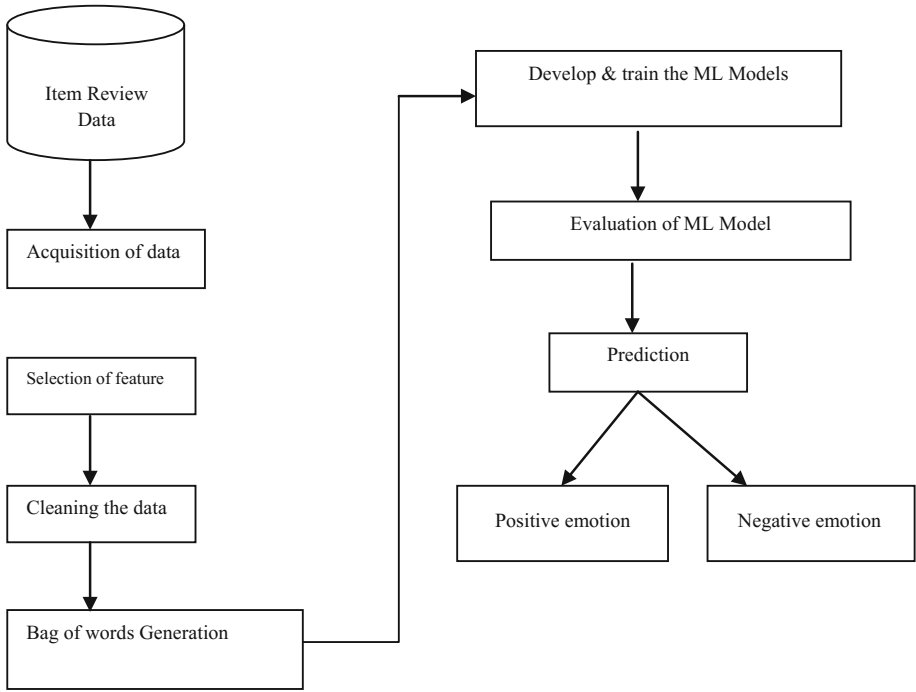 Item Review
Data
Acquisition of data
Selection of feature
Cleaning the data
Bag of words Generation
Develop & train the ML Models
Evaluation of ML Model
Prediction
Positive emotion
Negative emotion